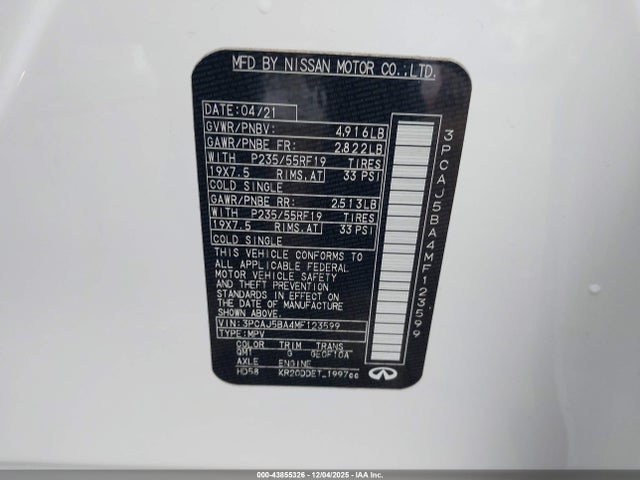 MFD BY NISSAN MOTOR CO.;LTD.
DATE:04/21
GVWR/PNBV: 4,916LB
GAWR/PNBE FR: 2,822LB
WITH P235/55RF19 TIRES
19X7.5 RIMS.AT 33 PSI
COLD SINGLE
GAWR/PNBE RR: 2,513LB
WITH P235/55RF19 TIRES
19X7.5 RIMS.AT 33 PSI
COLD SINGLE
THIS VEHICLE CONFORMS TO
ALL APPLICABLE FEDERAL
MOTOR VEHICLE SAFETY
AND THEFT PREVENTION
STANDARDS IN EFFECT ON
THE DATE OF MANUFACTURE
SHOWN ABOVE.
VIN:3PCAJ5BA4MF123599
TYPE:MPV
COLOR TRIM TRANS
QMT G GE0F10A
AXLE ENGINE
HD58 KR20DDET_1997cc
3PCAJ5BA4MF123599
000-43855326 - 12/04/2025 - IAA Inc.